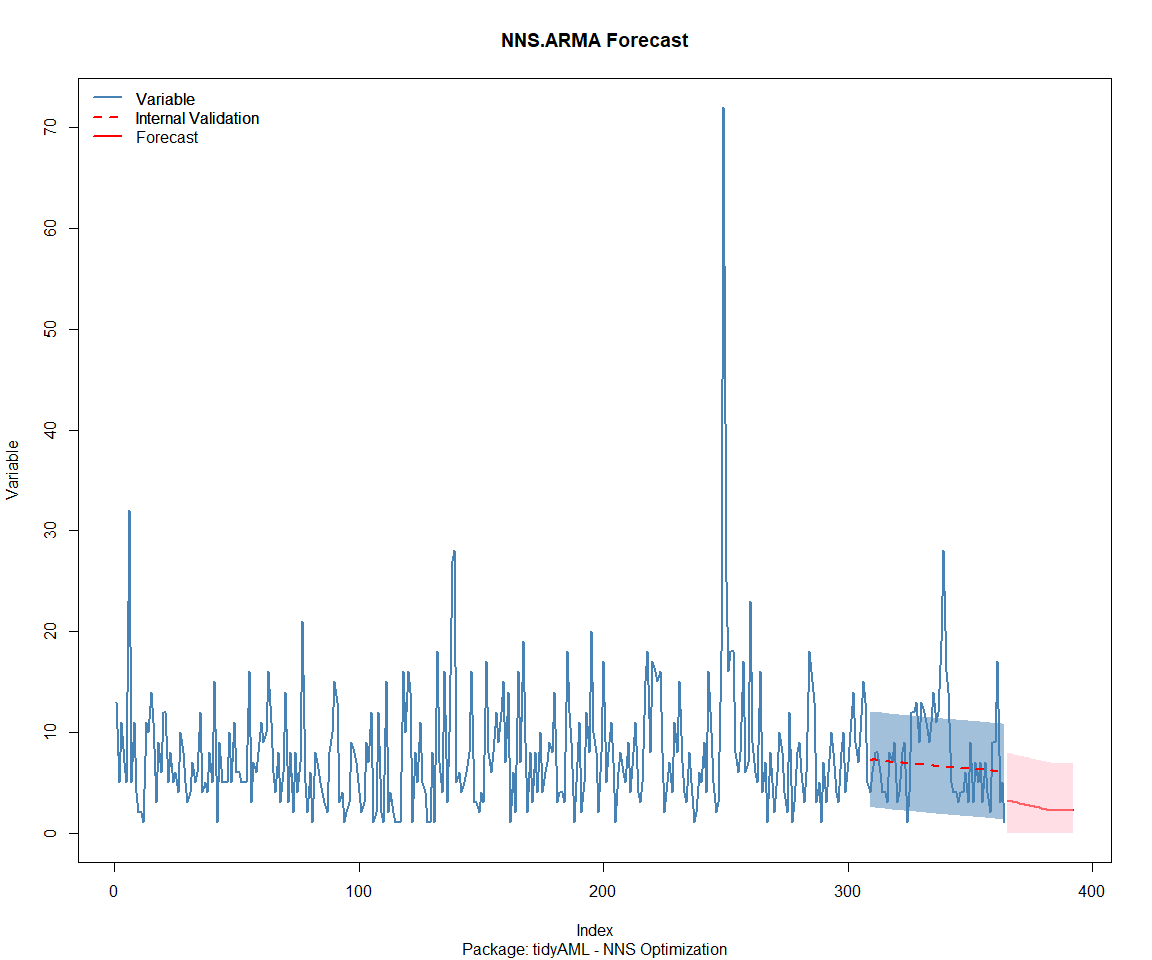 NNS.ARMA Forecast
Variable
Internal Validation
Forecast
Variable
70
60
50
40
30
20
10
0
0 100 200 300 400
Index
Package: tidyAML - NNS Optimization